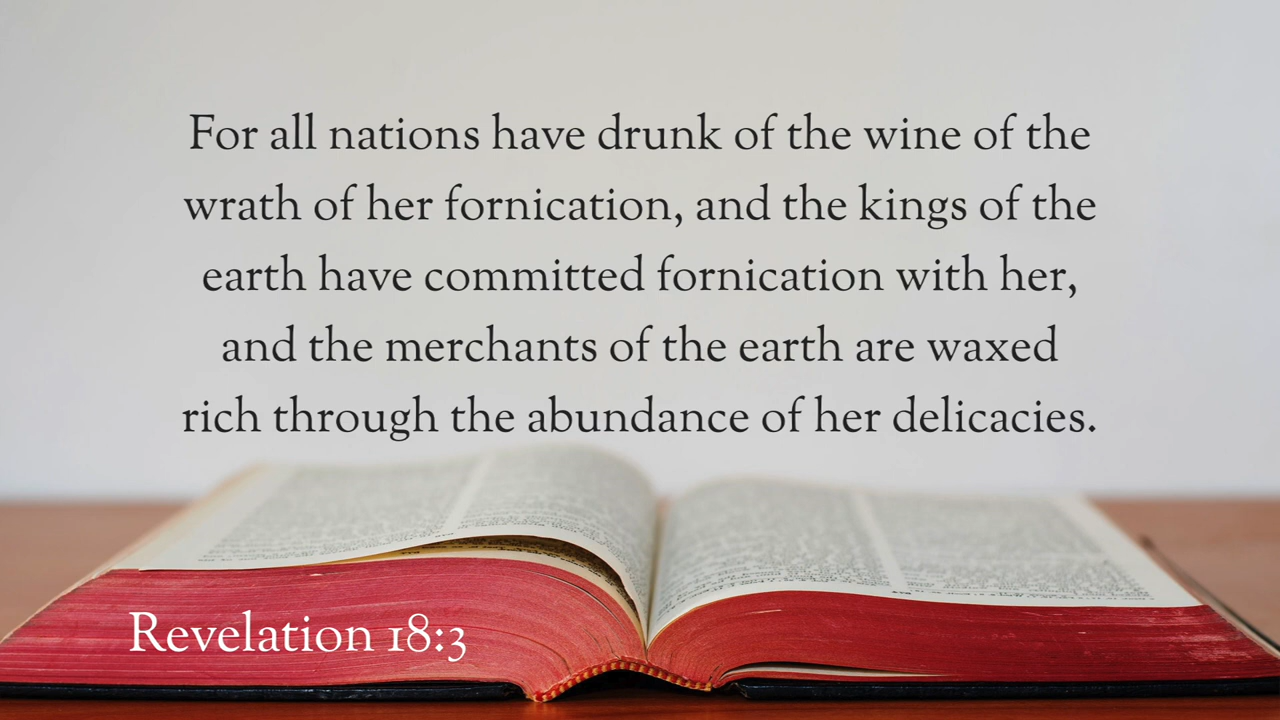 For all nations have drunk of the wine of the
wrath of her fornication, and the kings of the
earth have committed fornication with her,
and the merchants of the earth are waxed
rich through the abundance of her delicacies.
Revelation 18:3